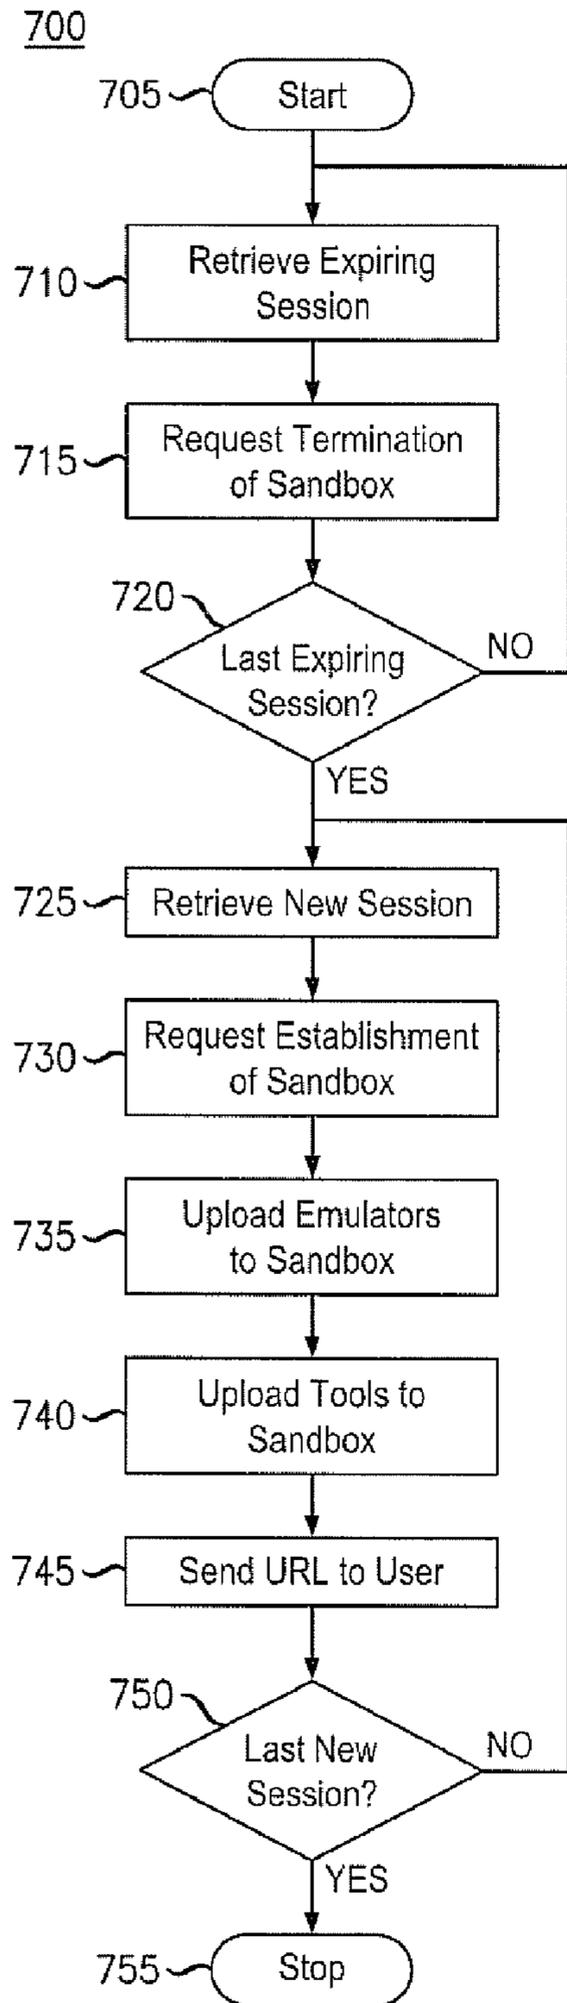 700
705
Start
710
Retrieve Expiring
Session
715
Request Termination
of Sandbox
720
Last Expiring
Session?
NO
YES
725
Retrieve New Session
730
Request Establishment
of Sandbox
735
Upload Emulators
to Sandbox
740
Upload Tools to
Sandbox
745
Send URL to User
750
Last New
Session?
NO
YES
755
Stop